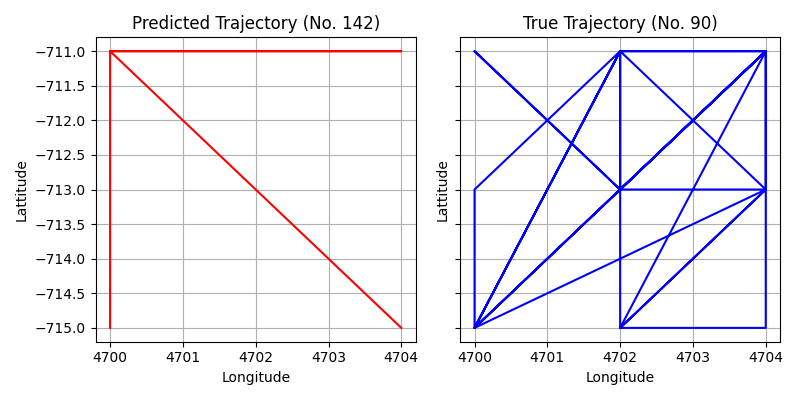 Predicted Trajectory (No. 142)
True Trajectory (No. 90)
−711.0
−711.5
−712.0
−712.5
−713.0
−713.5
−714.0
−714.5
−715.0
Lattitude
Lattitude
4700 4701 4702 4703 4704
4700 4701 4702 4703 4704
Longitude
Longitude